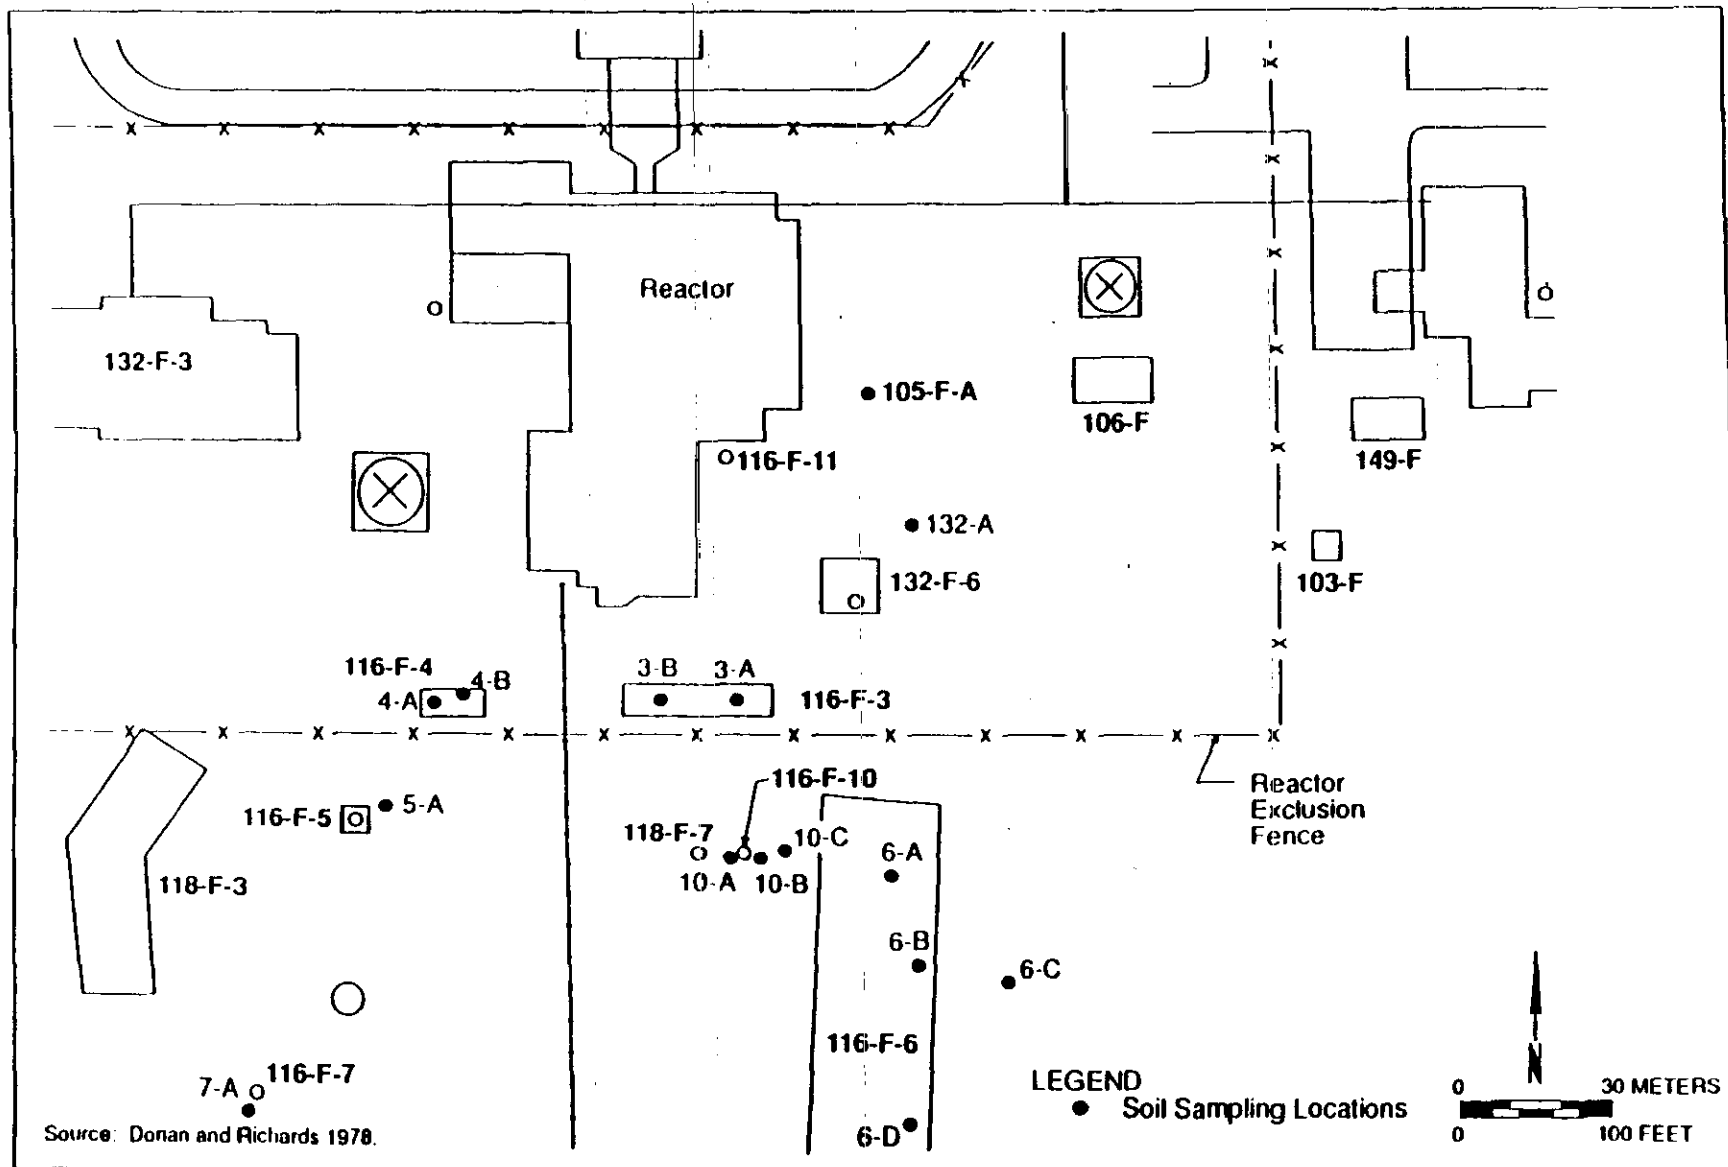 Reactor
132-F-3
105-F-A
106-F
149-F
116-F-11
132-A
132-F-6
103-F
116-F-4
4-B
4-A
3-B
3-A
116-F-3
116-F-10
Reactor
Exclusion
Fence
5-A
116-F-5
118-F-7
10-C
10-A
10-B
6-A
118-F-3
6-B
6-C
116-F-6
7-A
116-F-7
6-D
LEGEND
Soil Sampling Locations
N
0 30 METERS
0 100 FEET
Source: Dorian and Richards 1978.